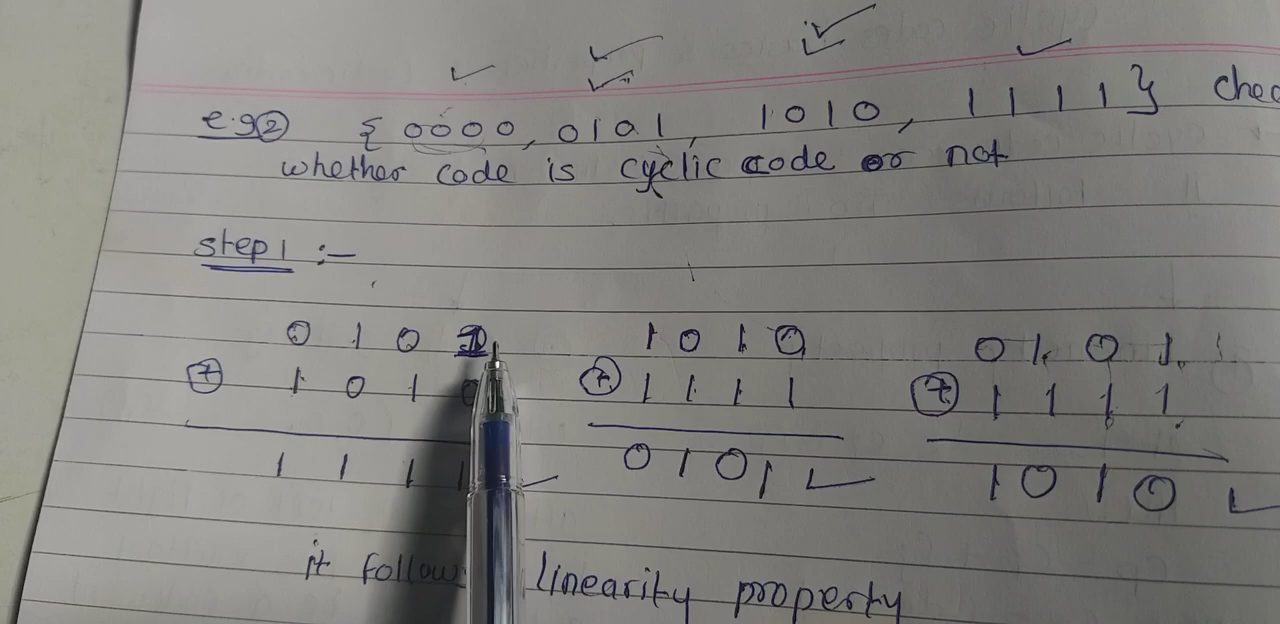 e.g ② { 0000, 0101, 1010, 1111} chec
whether code is cyclic code or not
step 1 :-
0 1 0 1 1 0 1 0 0 1 0 1
⊕ 1 0 1 0 ⊕ 1 1 1 1 ⊕ 1 1 1 1
1 1 1 1 ✓ 0 1 0 1 ✓ 1 0 1 0 ✓
it follow linearity property